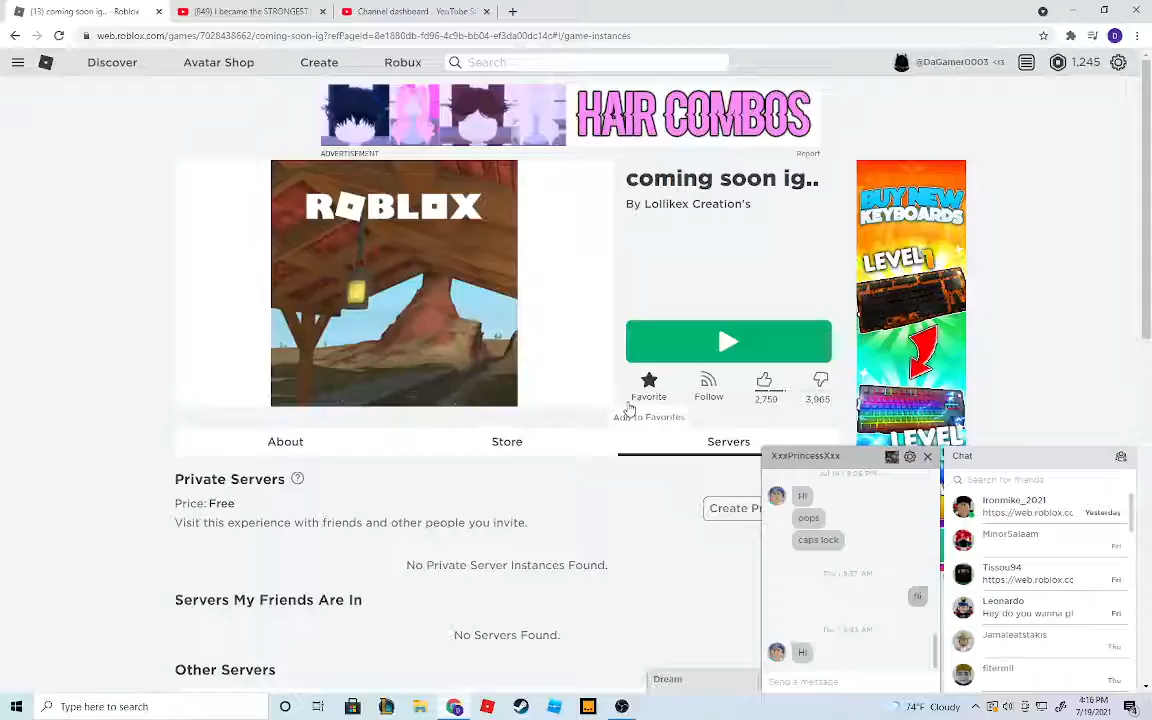 (13) coming soon ig.. - Roblox
(849) I became the STRONGEST
Channel dashboard - YouTube St
web.roblox.com/games/7028438662/coming-soon-ig?refPageId=8e1880db-fd96-4c9b-bb04-ef3da00dc14c#!/game-instances
Discover
Avatar Shop
Create
Robux
Search
@DaGamer0003 <13
1,245
HAIR COMBOS
ADVERTISEMENT
Report
ROBLOX
coming soon ig..
By Lollikex Creation's
BUY NEW
KEYBOARDS
LEVEL 1
LEVEL
Favorite
Follow
2,759
3,965
Add to Favorites
About
Store
Servers
Private Servers
Price: Free
Visit this experience with friends and other people you invite.
Create Pr
No Private Server Instances Found.
Servers My Friends Are In
No Servers Found.
Other Servers
XxxPrincessXxx
Hi
oops
caps lock
hi
Hi
Send a message
Dream
Chat
Search for friends
Ironmike_2021
https://web.roblox.cc
Yesterday
MinorSalaam
Fri
Tissou94
https://web.roblox.cc
Fri
Leonardo
Hey do you wanna pl
Fri
Jamaleatstakis
Thu
fitermil
Thu
Type here to search
74°F Cloudy
4:16 PM
7/19/2021